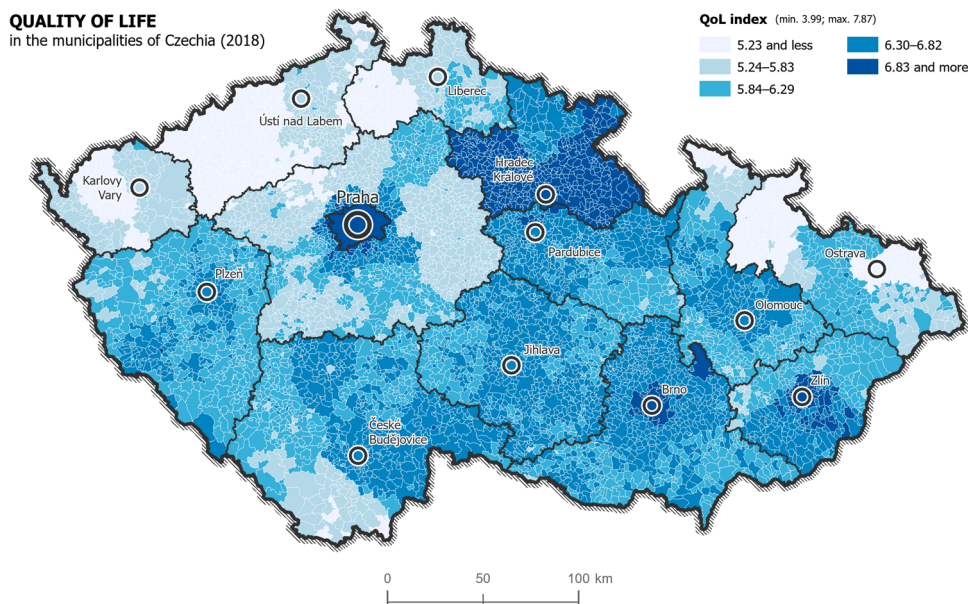 QUALITY OF LIFE
in the municipalities of Czechia (2018)
QoL index (min. 3.99; max. 7.87)
5.23 and less
5.24–5.83
5.84–6.29
6.30–6.82
6.83 and more
Liberec
Ústí nad Labem
Hradec
Králové
Karlovy
Vary
Praha
Pardubice
Ostrava
Plzeň
Olomouc
Jihlava
Zlín
Brno
České
Budějovice
0 50 100 km